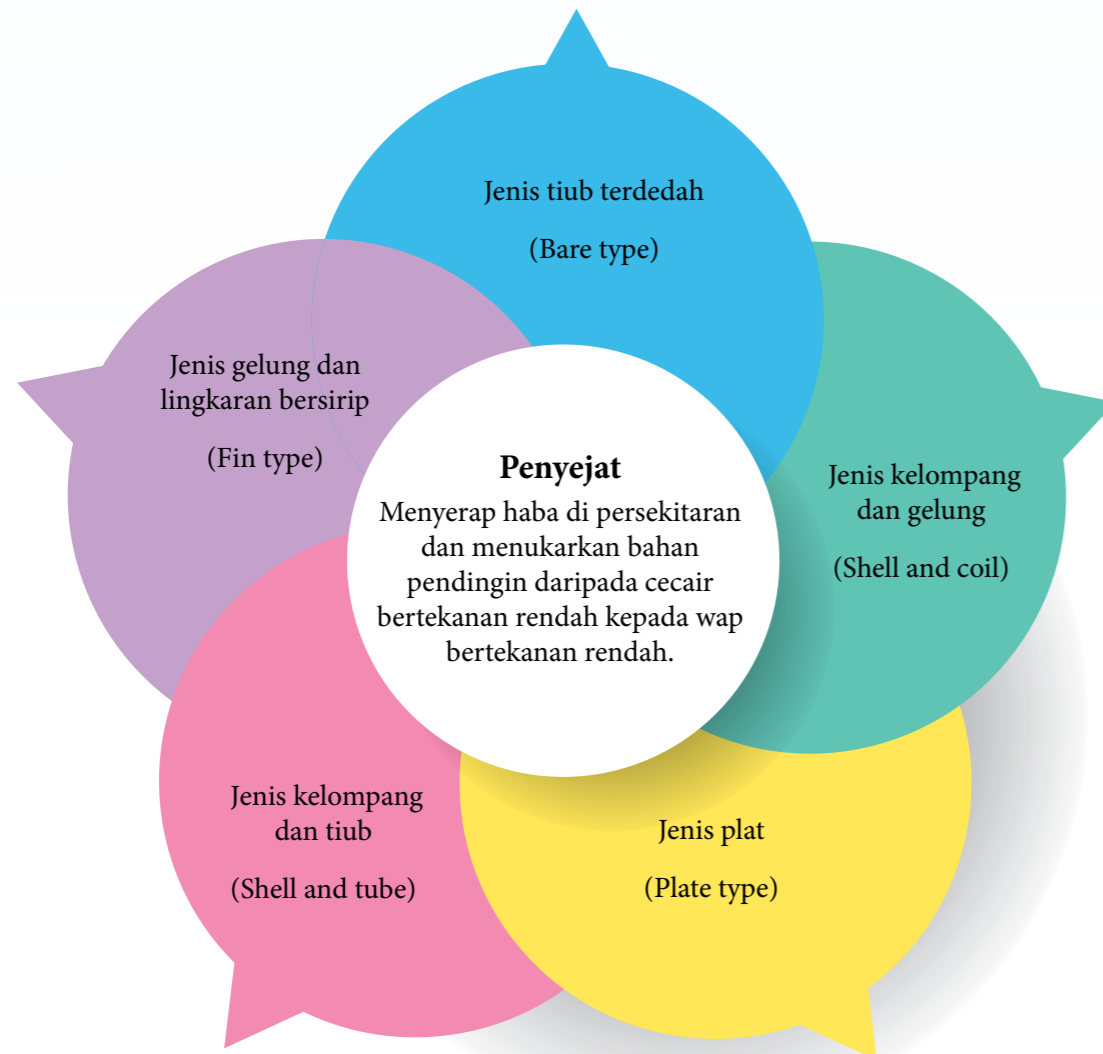 Jenis tiub terdedah
(Bare type)
Jenis gelung dan
lingkaran bersirip
(Fin type)
Penyejat
Menyerap haba di persekitaran
dan menukarkan bahan
pendingin daripada cecair
bertekanan rendah kepada wap
bertekanan rendah.
Jenis kelompang
dan gelung
(Shell and coil)
Jenis kelompang
dan tiub
(Shell and tube)
Jenis plat
(Plate type)